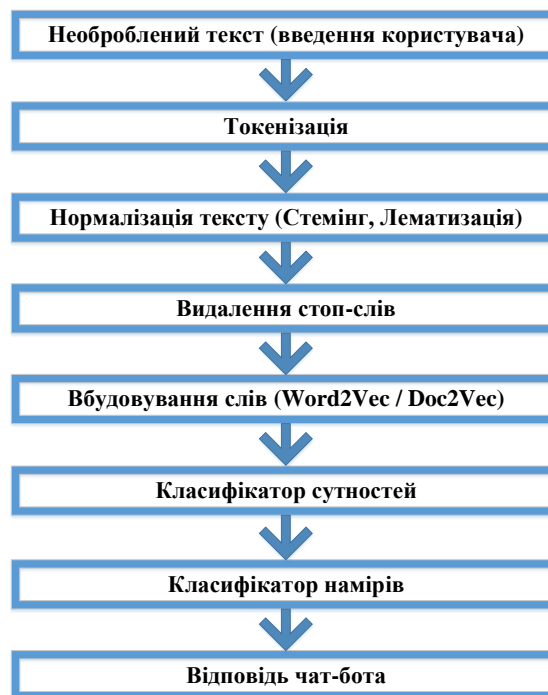 Необроблений текст (введення користувача)
Токенізація
Нормалізація тексту (Стемінг, Лематизація)
Видалення стоп-слів
Вбудовування слів (Word2Vec / Doc2Vec)
Класифікатор сутностей
Класифікатор намірів
Відповідь чат-бота